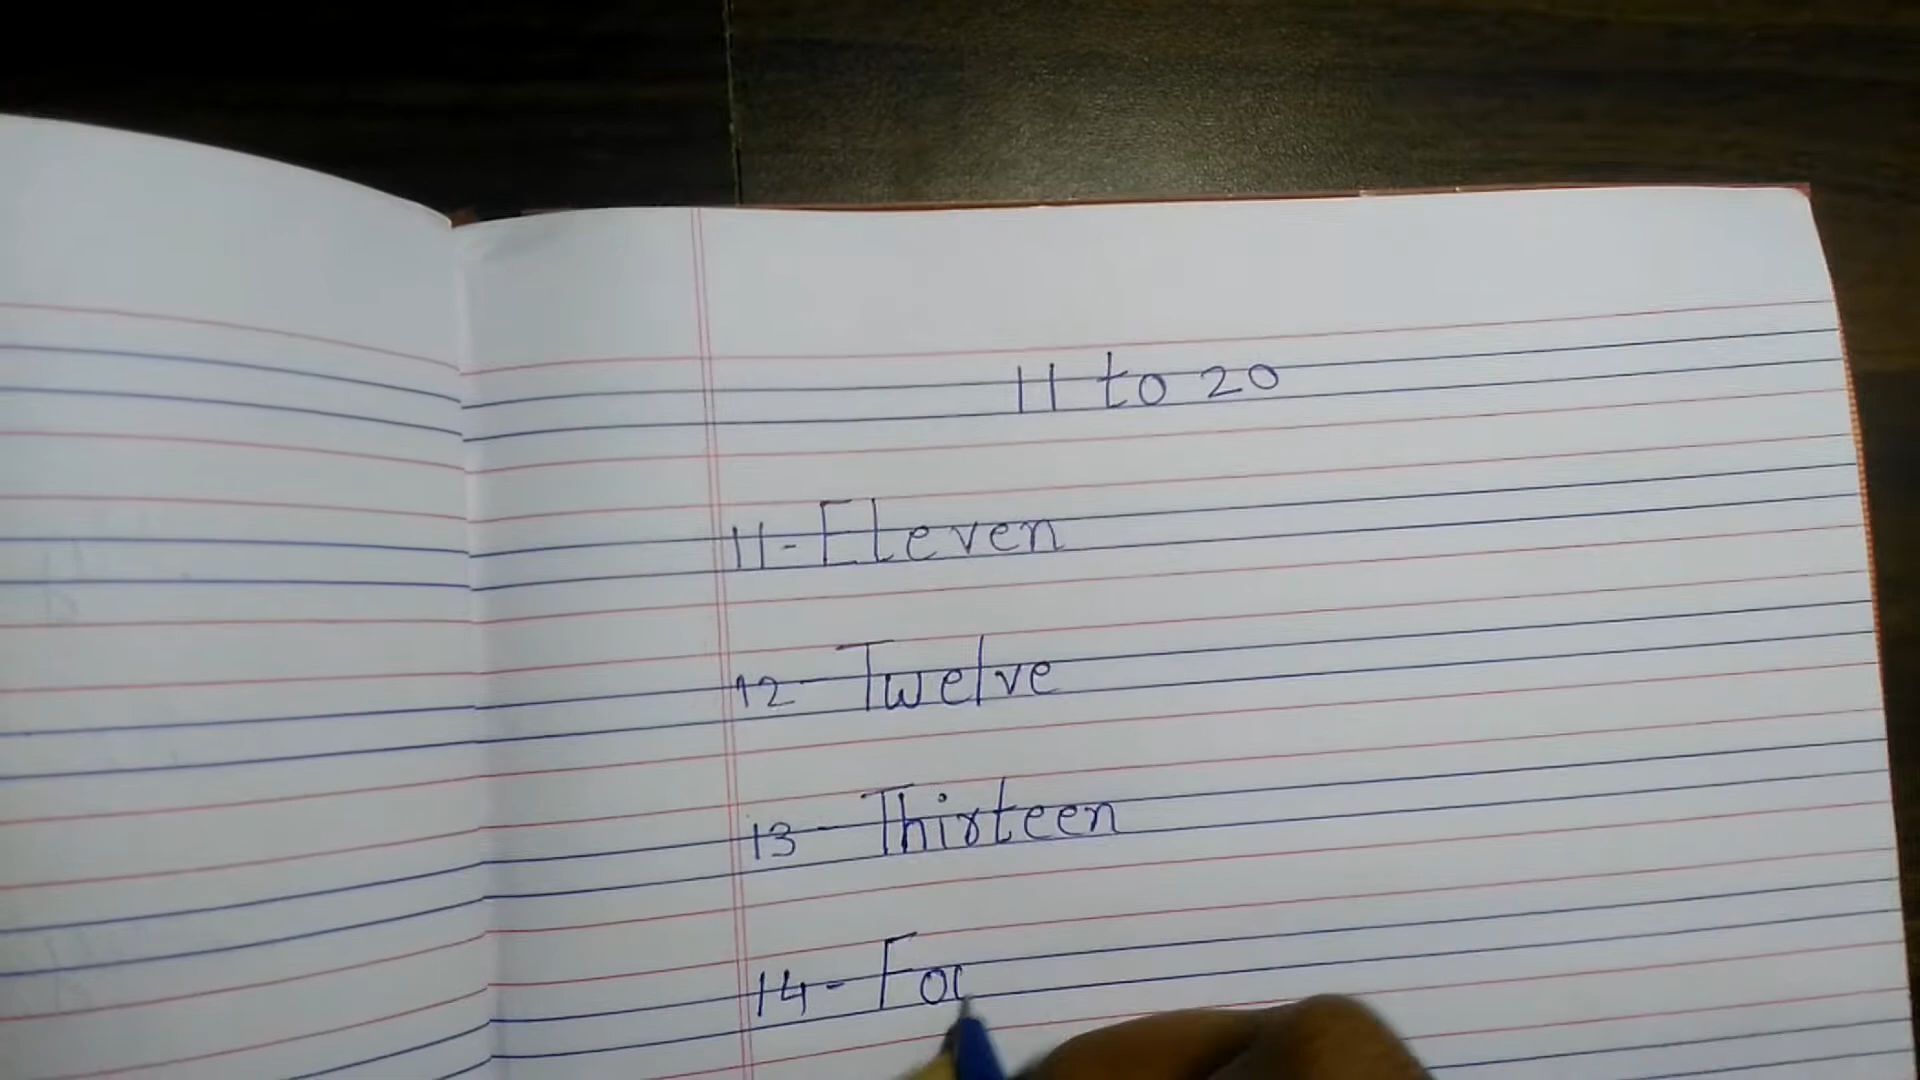 11 to 20
11 - Eleven
12 - Twelve
13 - Thirteen
14 - Fo